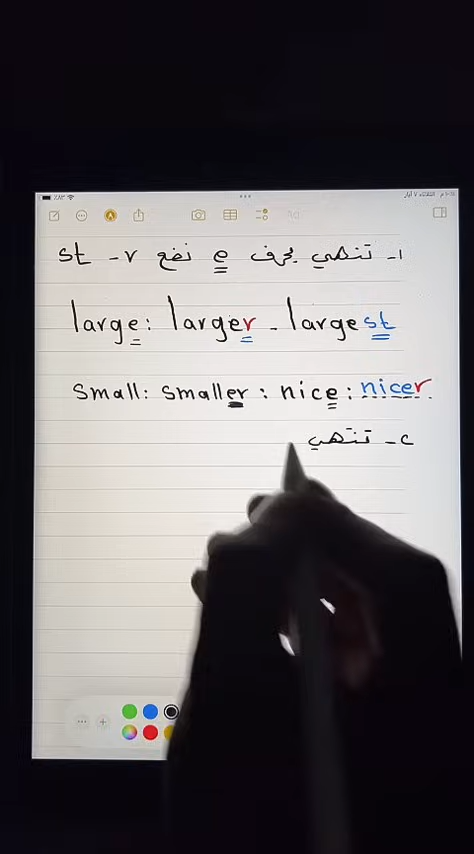 ١- تنتهي بحرف e نضع r - st
large: larger - largest
small: smaller : nice : nicer
٢- تنتهي